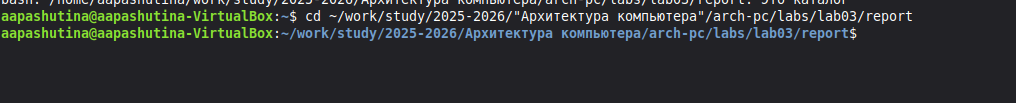 bash: /home/aapashutina/work/study/2025-2026/Архитектура компьютера/arch-pc/labs/lab03/report: Это каталог
aapashutina@aapashutina-VirtualBox:~$ cd ~/work/study/2025-2026/"Архитектура компьютера"/arch-pc/labs/lab03/report
aapashutina@aapashutina-VirtualBox:~/work/study/2025-2026/Архитектура компьютера/arch-pc/labs/lab03/report$